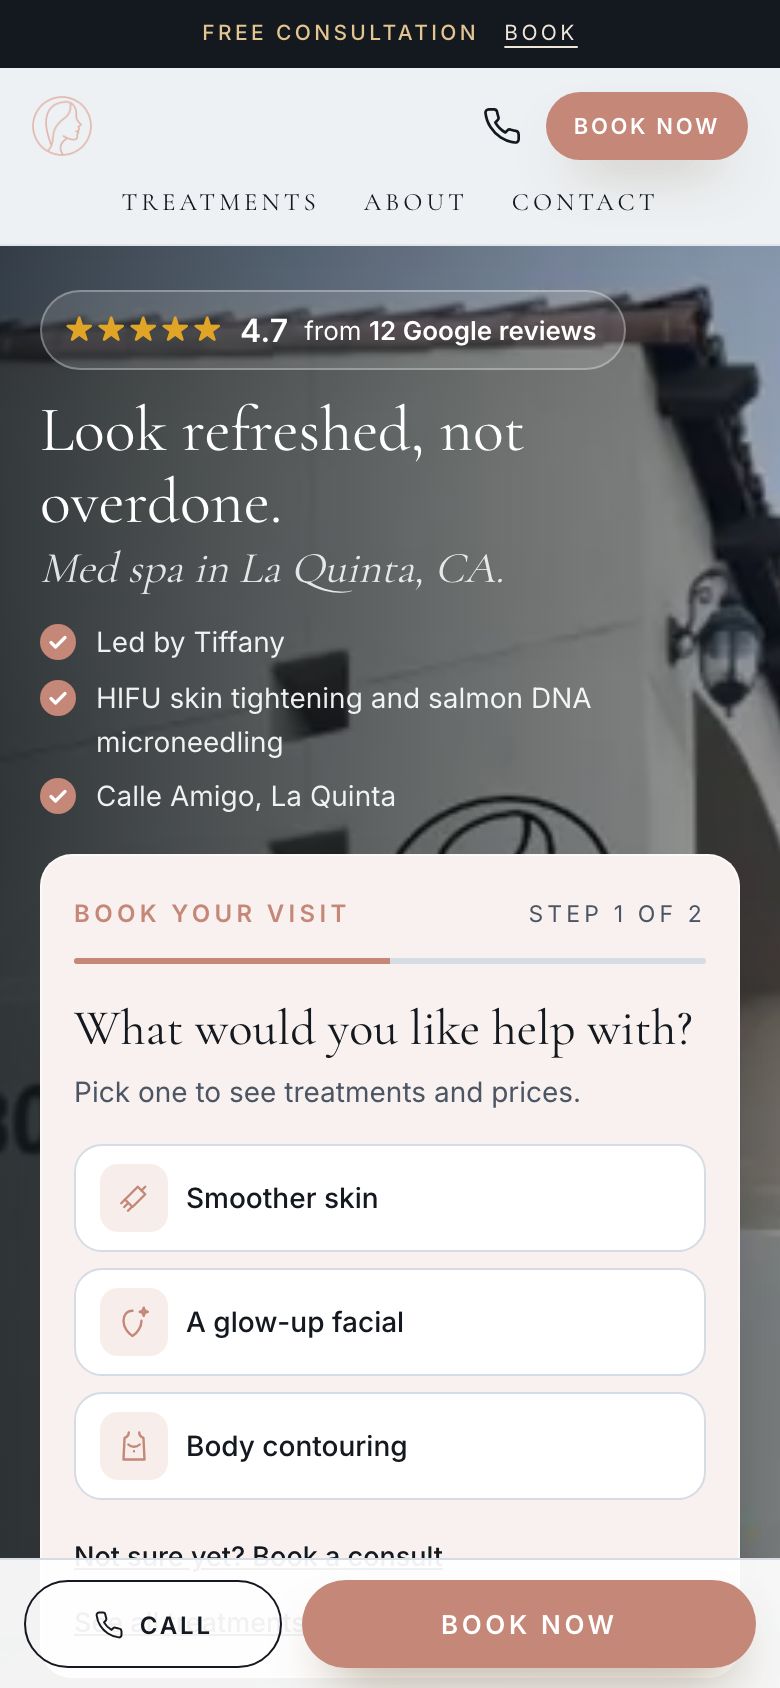 FREE CONSULTATION BOOK
BOOK NOW
TREATMENTS ABOUT CONTACT
4.7 from 12 Google reviews
Look refreshed, not
overdone.
Med spa in La Quinta, CA.
Led by Tiffany
HIFU skin tightening and salmon DNA
microneedling
Calle Amigo, La Quinta
BOOK YOUR VISIT STEP 1 OF 2
What would you like help with?
Pick one to see treatments and prices.
Smoother skin
A glow-up facial
Body contouring
Not sure yet? Book a consult
See all treatments
CALL BOOK NOW